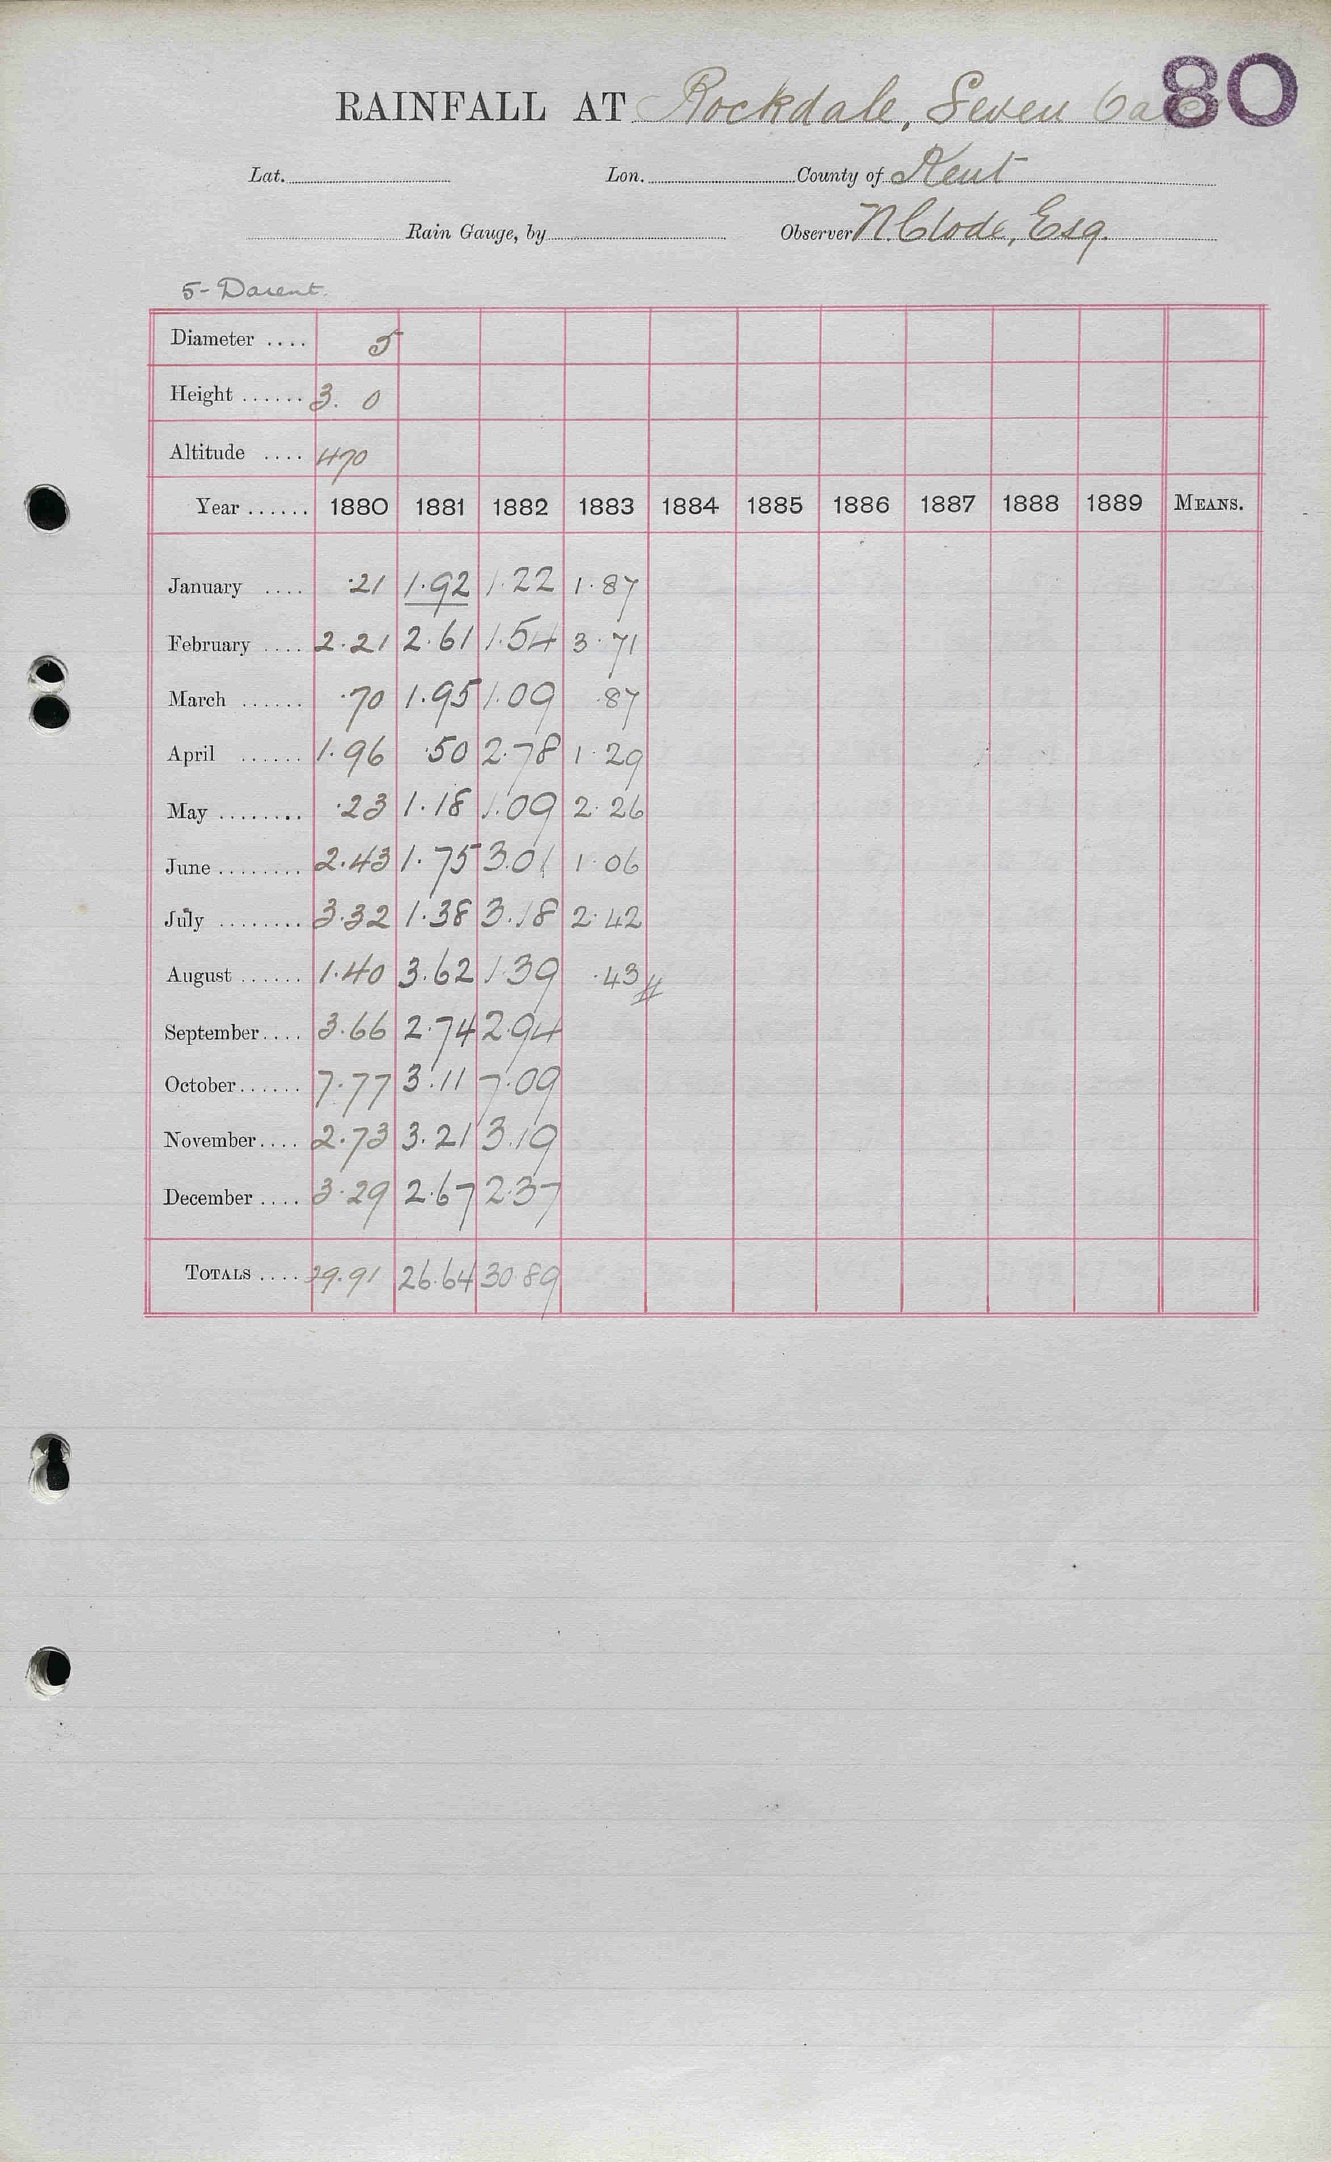 80
RAINFALL AT Rockdale, Seven Oaks
Lat. Lon. County of Kent
Rain Gauge, by Observer N. Clode, Esq.
5- Darent.
Diameter .... 5
Height ...... 3. 0
Altitude .... 470
Year ...... 1880 1881 1882 1883 1884 1885 1886 1887 1888 1889 MEANS.
January .... .21 1.92 1.22 1.87
February .... 2.21 2.61 1.54 3.71
March ...... .70 1.95 1.09 .87
April ...... 1.96 .50 2.78 1.29
May ........ .23 1.18 1.09 2.26
June ........ 2.43 1.75 3.01 1.06
July ........ 3.32 1.38 3.18 2.42
August ...... 1.40 3.62 1.39 .43 //
September .... 3.66 2.74 2.94
October ...... 7.77 3.11 7.09
November .... 2.73 3.21 3.19
December .... 3.29 2.67 2.37
TOTALS .... 29.91 26.64 30.89